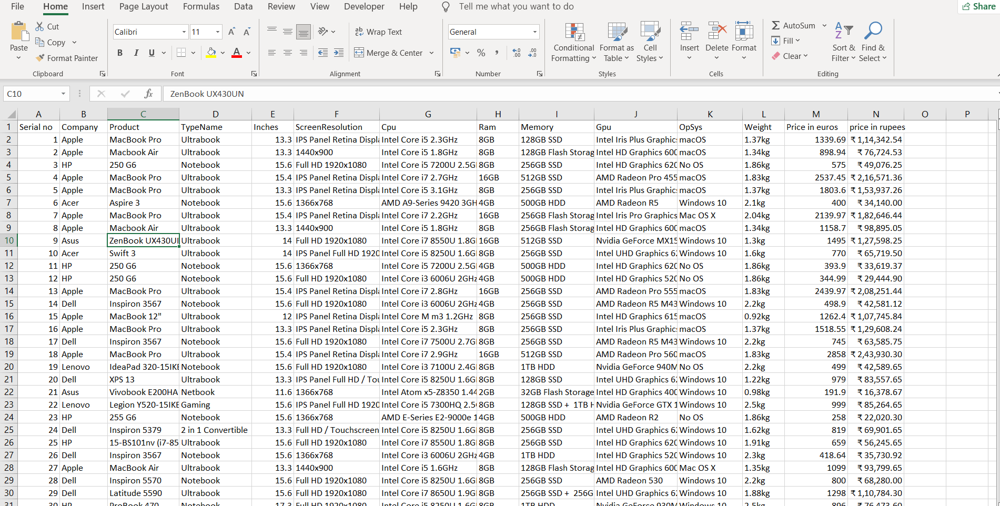 File Home Insert Page Layout Formulas Data Review View Developer Help Tell me what you want to do Share
Cut
Copy
Format Painter
Paste
Clipboard
Calibri 11
B I U A
Font
ab Wrap Text
Merge & Center
Alignment
General
% ,
Number
Conditional Formatting
Format as Table
Cell Styles
Styles
Insert Delete Format
Cells
AutoSum
Fill
Clear
Sort & Filter
Find & Select
Editing
C10 fx ZenBook UX430UN
A B C D E F G H I J K L M N O P
1 Serial no Company Product TypeName Inches ScreenResolution Cpu Ram Memory Gpu OpSys Weight Price in euros price in rupees
2 1 Apple MacBook Pro Ultrabook 13.3 IPS Panel Retina Displ Intel Core i5 2.3GHz 8GB 128GB SSD Intel Iris Plus Graphic macOS 1.37kg 1339.69 ₹ 1,14,342.54
3 2 Apple Macbook Air Ultrabook 13.3 1440x900 Intel Core i5 1.8GHz 8GB 128GB Flash Storag Intel HD Graphics 600 macOS 1.34kg 898.94 ₹ 76,724.53
4 3 HP 250 G6 Notebook 15.6 Full HD 1920x1080 Intel Core i5 7200U 2.5G 8GB 256GB SSD Intel HD Graphics 620 No OS 1.86kg 575 ₹ 49,076.25
5 4 Apple MacBook Pro Ultrabook 15.4 IPS Panel Retina Displ Intel Core i7 2.7GHz 16GB 512GB SSD AMD Radeon Pro 455 macOS 1.83kg 2537.45 ₹ 2,16,571.36
6 5 Apple MacBook Pro Ultrabook 13.3 IPS Panel Retina Displ Intel Core i5 3.1GHz 8GB 256GB SSD Intel Iris Plus Graphic macOS 1.37kg 1803.6 ₹ 1,53,937.26
7 6 Acer Aspire 3 Notebook 15.6 1366x768 AMD A9-Series 9420 3GH 4GB 500GB HDD AMD Radeon R5 Windows 10 2.1kg 400 ₹ 34,140.00
8 7 Apple MacBook Pro Ultrabook 15.4 IPS Panel Retina Displ Intel Core i7 2.2GHz 16GB 256GB Flash Storag Intel Iris Pro Graphics Mac OS X 2.04kg 2139.97 ₹ 1,82,646.44
9 8 Apple Macbook Air Ultrabook 13.3 1440x900 Intel Core i5 1.8GHz 8GB 256GB Flash Storag Intel HD Graphics 600 macOS 1.34kg 1158.7 ₹ 98,895.05
10 9 Asus ZenBook UX430U Ultrabook 14 Full HD 1920x1080 Intel Core i7 8550U 1.8G 16GB 512GB SSD Nvidia GeForce MX15 Windows 10 1.3kg 1495 ₹ 1,27,598.25
11 10 Acer Swift 3 Ultrabook 14 IPS Panel Full HD 1920 Intel Core i5 8250U 1.6G 8GB 256GB SSD Intel UHD Graphics 62 Windows 10 1.6kg 770 ₹ 65,719.50
12 11 HP 250 G6 Notebook 15.6 1366x768 Intel Core i5 7200U 2.5G 4GB 500GB HDD Intel HD Graphics 620 No OS 1.86kg 393.9 ₹ 33,619.37
13 12 HP 250 G6 Notebook 15.6 Full HD 1920x1080 Intel Core i3 6006U 2GHz 4GB 500GB HDD Intel HD Graphics 520 No OS 1.86kg 344.99 ₹ 29,444.90
14 13 Apple MacBook Pro Ultrabook 15.4 IPS Panel Retina Displ Intel Core i7 2.8GHz 16GB 256GB SSD AMD Radeon Pro 555 macOS 1.83kg 2439.97 ₹ 2,08,251.44
15 14 Dell Inspiron 3567 Notebook 15.6 Full HD 1920x1080 Intel Core i3 6006U 2GHz 4GB 256GB SSD AMD Radeon R5 M43 Windows 10 2.2kg 498.9 ₹ 42,581.12
16 15 Apple MacBook 12" Ultrabook 12 IPS Panel Retina Displ Intel Core M m3 1.2GHz 8GB 256GB SSD Intel HD Graphics 615 macOS 0.92kg 1262.4 ₹ 1,07,745.84
17 16 Apple MacBook Pro Ultrabook 13.3 IPS Panel Retina Displ Intel Core i5 2.3GHz 8GB 256GB SSD Intel Iris Plus Graphic macOS 1.37kg 1518.55 ₹ 1,29,608.24
18 17 Dell Inspiron 3567 Notebook 15.6 Full HD 1920x1080 Intel Core i7 7500U 2.7G 8GB 256GB SSD AMD Radeon R5 M43 Windows 10 2.2kg 745 ₹ 63,585.75
19 18 Apple MacBook Pro Ultrabook 15.4 IPS Panel Retina Displ Intel Core i7 2.9GHz 16GB 512GB SSD AMD Radeon Pro 560 macOS 1.83kg 2858 ₹ 2,43,930.30
20 19 Lenovo IdeaPad 320-15IK Notebook 15.6 Full HD 1920x1080 Intel Core i3 7100U 2.4G 8GB 1TB HDD Nvidia GeForce 940M No OS 2.2kg 499 ₹ 42,589.65
21 20 Dell XPS 13 Ultrabook 13.3 IPS Panel Full HD / Tou Intel Core i5 8250U 1.6G 8GB 128GB SSD Intel UHD Graphics 62 Windows 10 1.22kg 979 ₹ 83,557.65
22 21 Asus Vivobook E200HA Netbook 11.6 1366x768 Intel Atom x5-Z8350 1.44 2GB 32GB Flash Storage Intel HD Graphics 400 Windows 10 0.98kg 191.9 ₹ 16,378.67
23 22 Lenovo Legion Y520-15IK Gaming 15.6 IPS Panel Full HD 1920 Intel Core i5 7300HQ 2.5 8GB 128GB SSD + 1TB H Nvidia GeForce GTX 1 Windows 10 2.5kg 999 ₹ 85,264.65
24 23 HP 255 G6 Notebook 15.6 1366x768 AMD E-Series E2-9000e 1 4GB 500GB HDD AMD Radeon R2 No OS 1.86kg 258 ₹ 22,020.30
25 24 Dell Inspiron 5379 2 in 1 Convertible 13.3 Full HD / Touchscreen Intel Core i5 8250U 1.6G 8GB 256GB SSD Intel UHD Graphics 62 Windows 10 1.62kg 819 ₹ 69,901.65
26 25 HP 15-BS101nv (i7-85 Ultrabook 15.6 Full HD 1920x1080 Intel Core i7 8550U 1.8G 8GB 256GB SSD Intel HD Graphics 620 Windows 10 1.91kg 659 ₹ 56,245.65
27 26 Dell Inspiron 3567 Notebook 15.6 1366x768 Intel Core i3 6006U 2GHz 4GB 1TB HDD Intel HD Graphics 520 Windows 10 2.3kg 418.64 ₹ 35,730.92
28 27 Apple MacBook Air Ultrabook 13.3 1440x900 Intel Core i5 1.6GHz 8GB 128GB Flash Storag Intel HD Graphics 600 Mac OS X 1.35kg 1099 ₹ 93,799.65
29 28 Dell Inspiron 5570 Notebook 15.6 Full HD 1920x1080 Intel Core i5 8250U 1.6G 8GB 256GB SSD AMD Radeon 530 Windows 10 2.2kg 800 ₹ 68,280.00
30 29 Dell Latitude 5590 Ultrabook 15.6 Full HD 1920x1080 Intel Core i7 8650U 1.9G 8GB 256GB SSD + 256G Intel UHD Graphics 62 Windows 10 1.88kg 1298 ₹ 1,10,784.30
31 30 HP ProBook 470 Notebook 17.3 Full HD 1920x1080 Intel Core i5 8250U 1.6G 8GB 1TB HDD Nvidia GeForce 930M Windows 10 2.5kg 896 ₹ 76,473.60